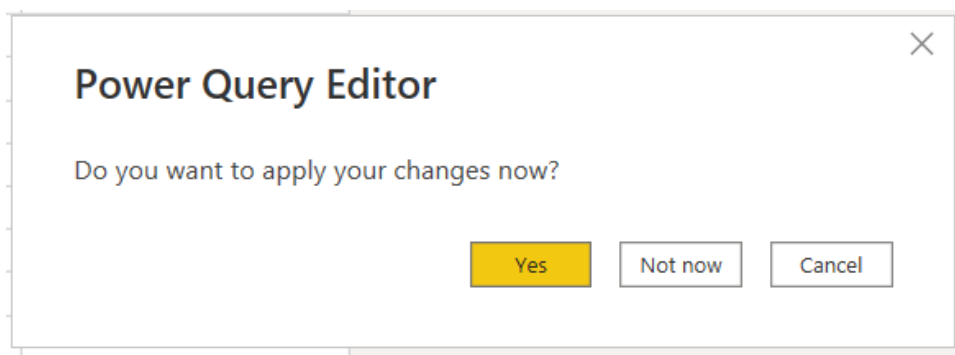 Power Query Editor
Do you want to apply your changes now?
Yes Not now Cancel